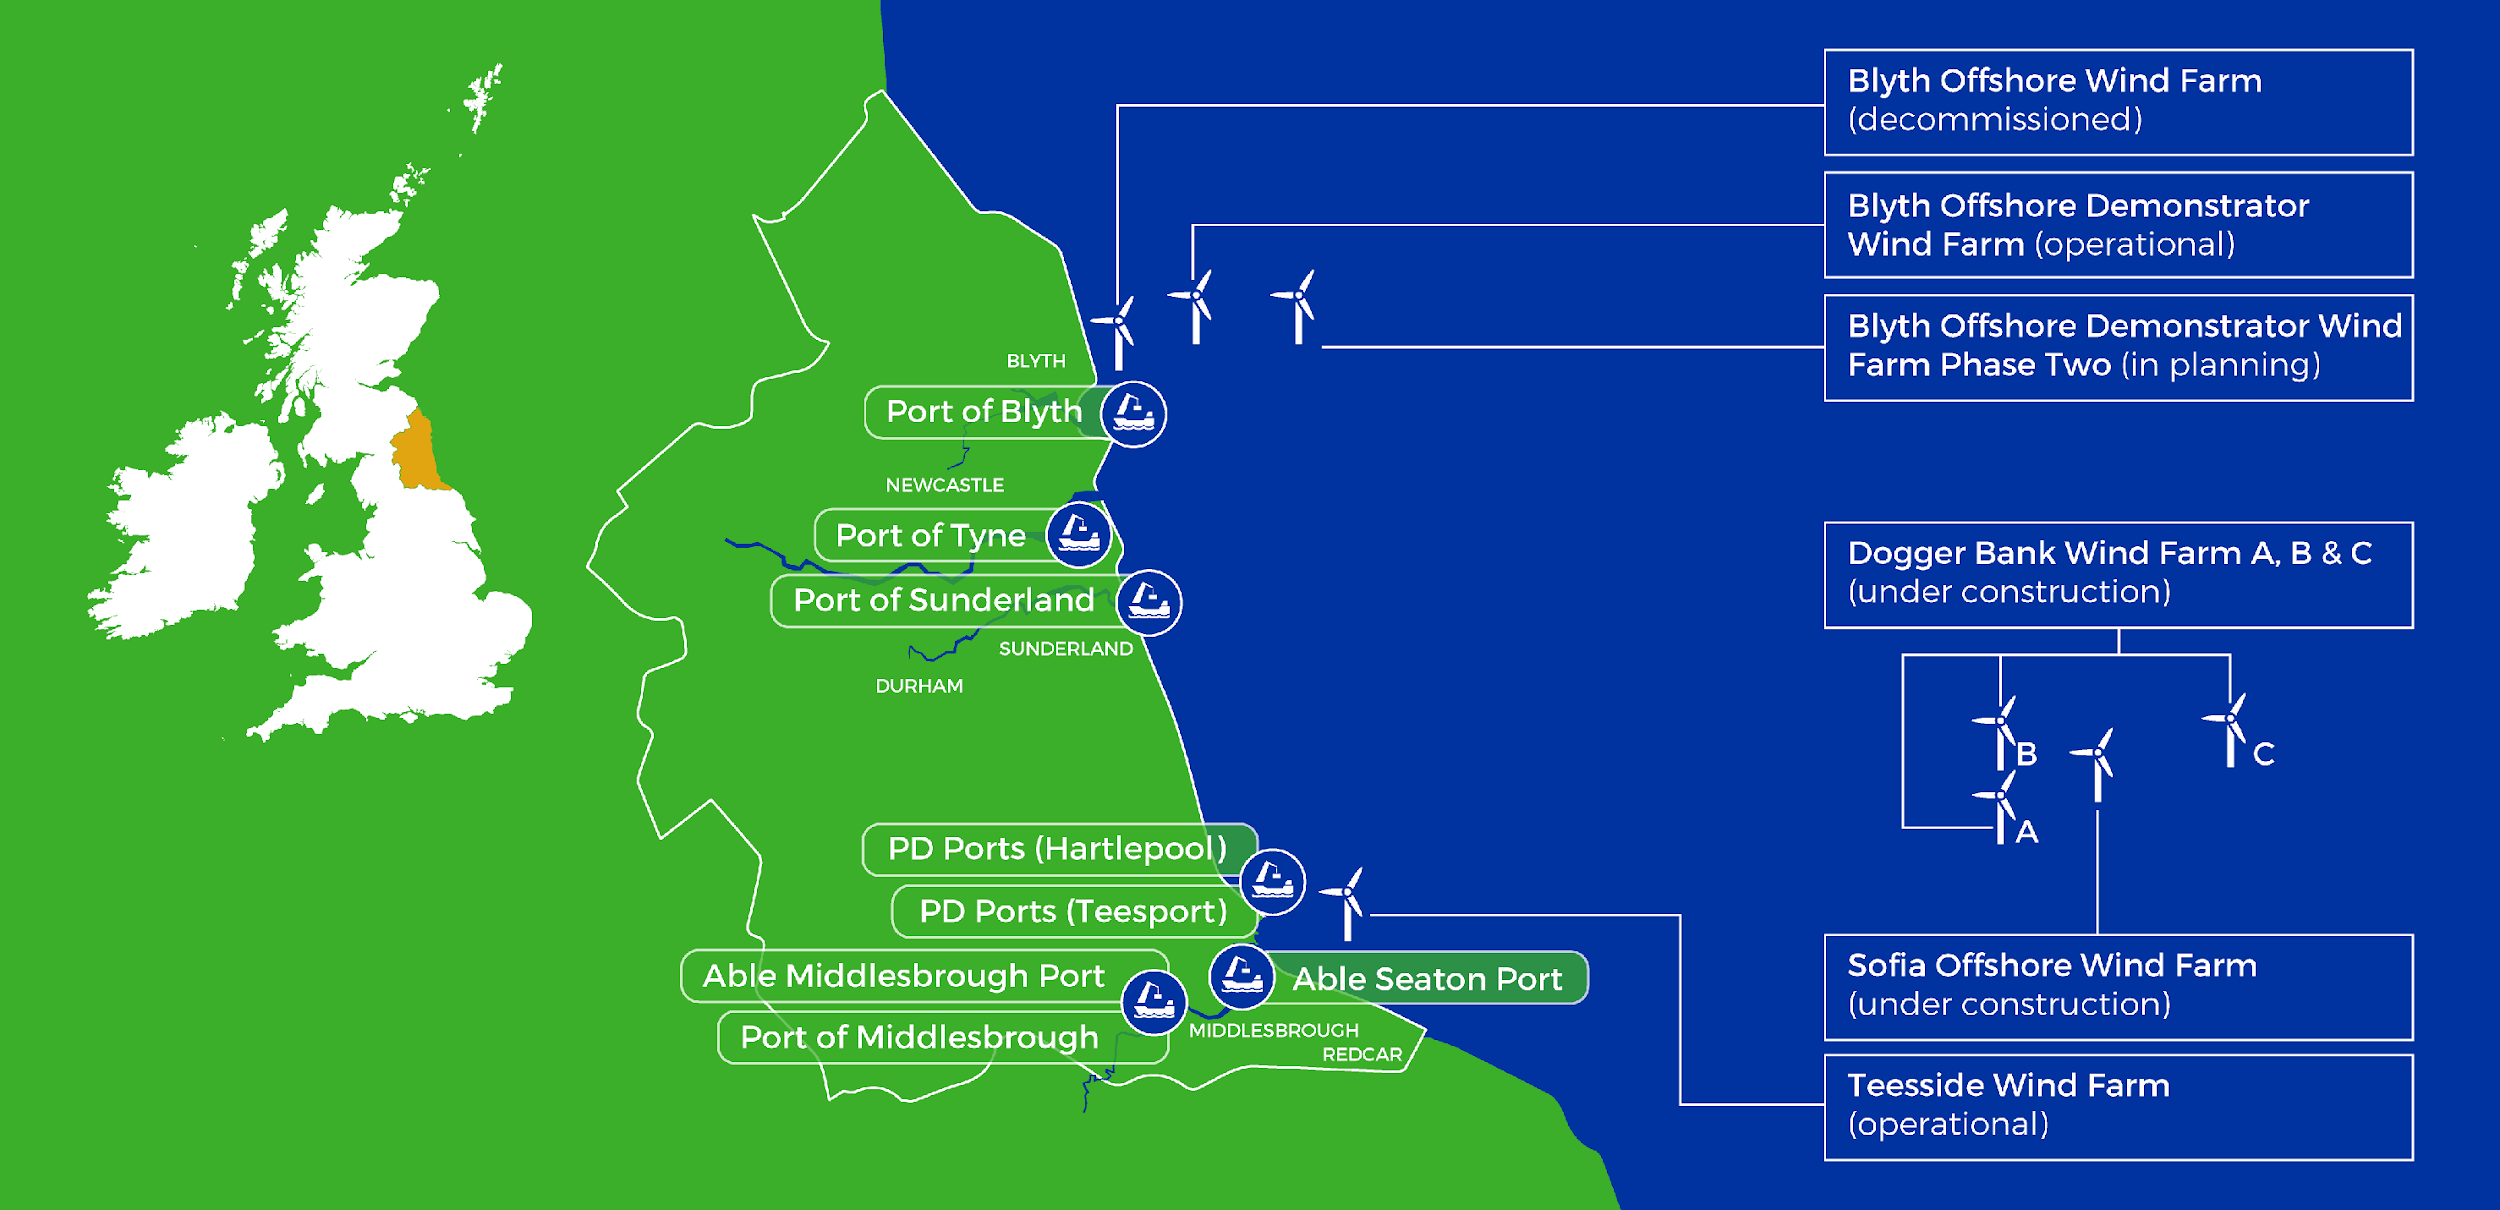 Blyth Offshore Wind Farm
(decommissioned)
Blyth Offshore Demonstrator
Wind Farm (operational)
Blyth Offshore Demonstrator Wind
Farm Phase Two (in planning)
BLYTH
Port of Blyth
NEWCASTLE
Port of Tyne
Port of Sunderland
SUNDERLAND
DURHAM
Dogger Bank Wind Farm A, B & C
(under construction)
B
C
A
PD Ports (Hartlepool)
PD Ports (Teesport)
Able Middlesbrough Port
Able Seaton Port
Port of Middlesbrough
MIDDLESBROUGH
REDCAR
Sofia Offshore Wind Farm
(under construction)
Teesside Wind Farm
(operational)